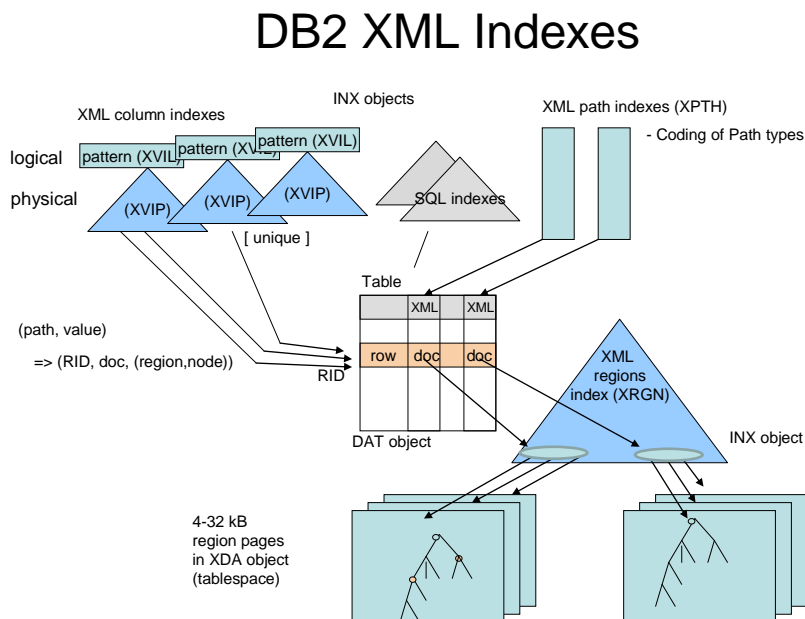 DB2 XML Indexes
INX objects
XML column indexes
XML path indexes (XPTH)
- Coding of Path types
pattern (XVIL)
pattern (XVIL)
pattern (XVIL)
logical
physical
(XVIP)
(XVIP)
(XVIP)
SQL indexes
[ unique ]
Table
XML
XML
(path, value)
=> (RID, doc, (region,node))
row
doc
doc
RID
XML
regions
index (XRGN)
DAT object
INX object
4-32 kB
region pages
in XDA object
(tablespace)